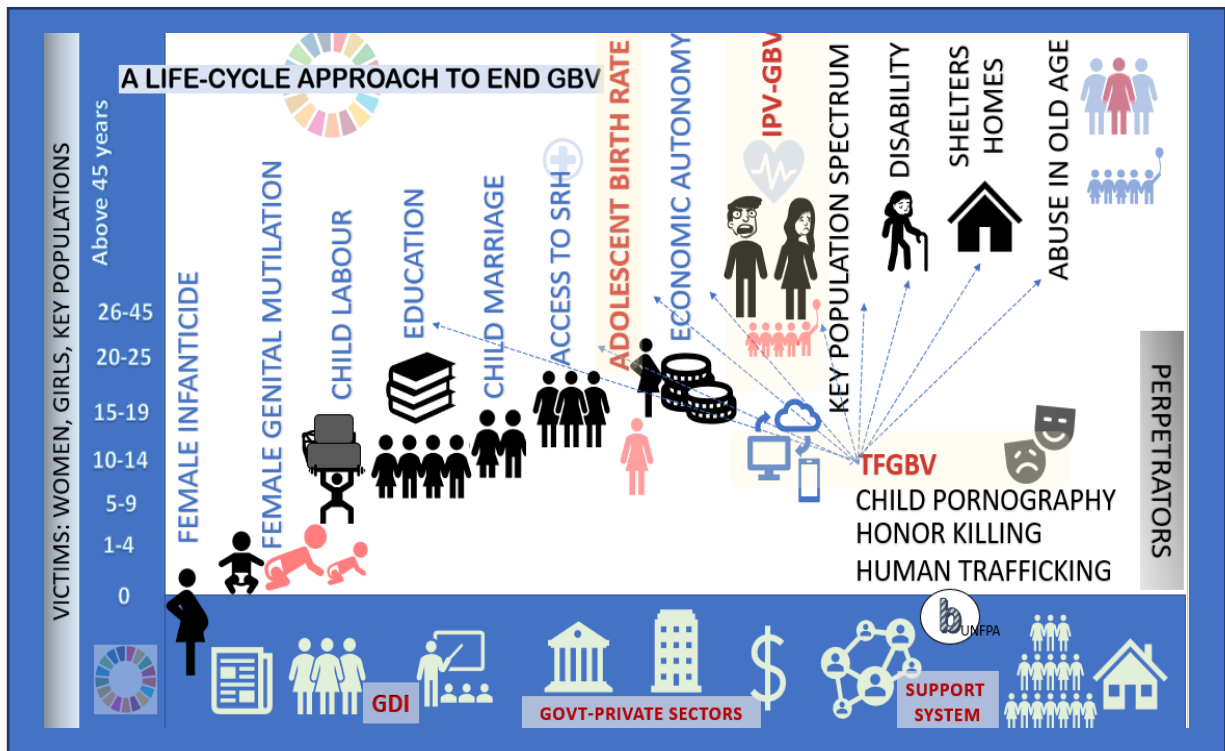 A LIFE-CYCLE APPROACH TO END GBV
VICTIMS: WOMEN, GIRLS, KEY POPULATIONS
Above 45 years
26-45
20-25
15-19
10-14
5-9
1-4
0
FEMALE INFANTICIDE
FEMALE GENITAL MUTILATION
CHILD LABOUR
EDUCATION
CHILD MARRIAGE
ACCESS TO SRH
ADOLESCENT BIRTH RATE
ECONOMIC AUTONOMY
IPV-GBV
KEY POPULATION SPECTRUM
DISABILITY
SHELTERS
HOMES
ABUSE IN OLD AGE
PERPETRATORS
TFGBV
CHILD PORNOGRAPHY
HONOR KILLING
HUMAN TRAFFICKING
b
UNFPA
GDI
GOVT-PRIVATE SECTORS
$
SUPPORT
SYSTEM